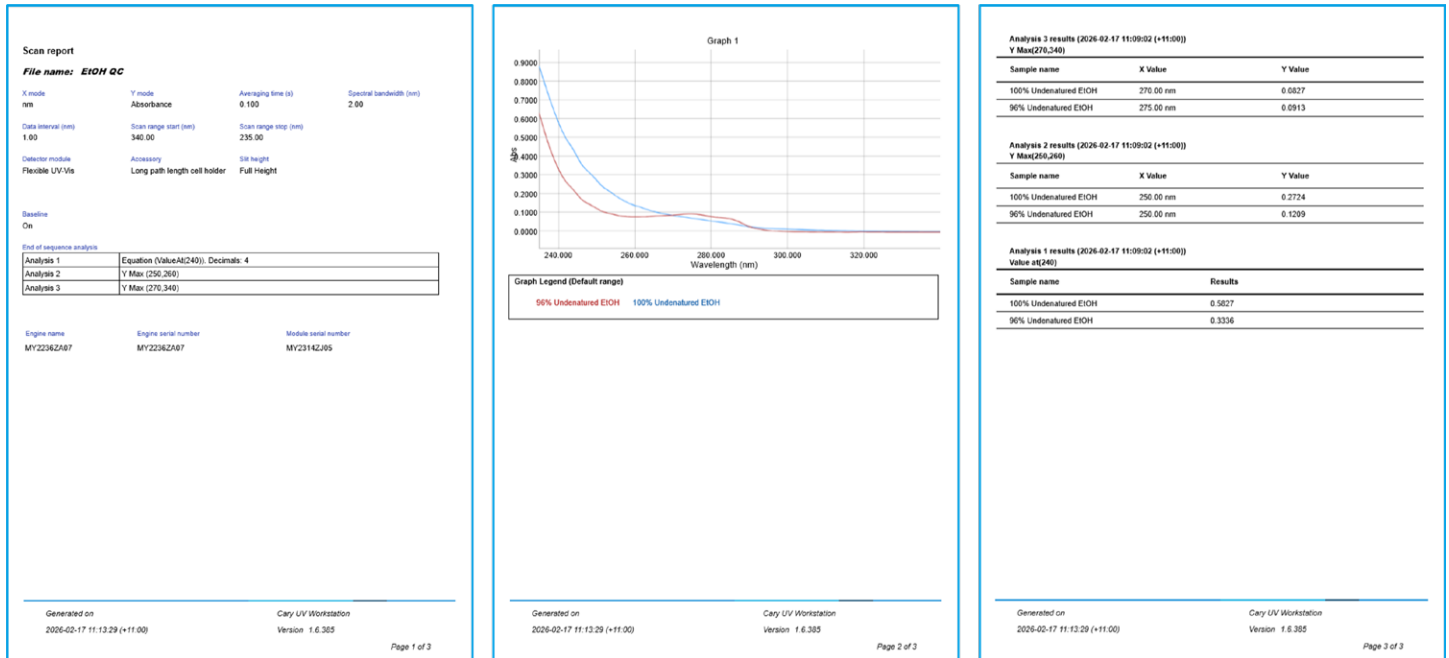 Scan report
File name: EtOH QC
X mode Y mode Averaging time (s) Spectral bandwidth (nm)
nm Absorbance 0.100 2.00
Data interval (nm) Scan range start (nm) Scan range stop (nm)
1.00 340.00 235.00
Detector module Accessory Slit height
Flexible UV-Vis Long path length cell holder Full Height
Baseline
On
End of sequence analysis
Analysis 1 Equation (ValueAt(240)). Decimals: 4
Analysis 2 Y Max (250,260)
Analysis 3 Y Max (270,340)
Engine name Engine serial number Module serial number
MY2236ZA07 MY2236ZA07 MY2314ZJ05
Generated on Cary UV Workstation
2026-02-17 11:13:29 (+11:00) Version 1.6.385
Page 1 of 3
Graph 1
0.9000
0.8000
0.7000
0.6000
0.5000
Abs
0.4000
0.3000
0.2000
0.1000
0.0000
240.000 260.000 280.000 300.000 320.000
Wavelength (nm)
Graph Legend (Default range)
96% Undenatured EtOH 100% Undenatured EtOH
Generated on Cary UV Workstation
2026-02-17 11:13:29 (+11:00) Version 1.6.385
Page 2 of 3
Analysis 3 results (2026-02-17 11:09:02 (+11:00))
Y Max(270,340)
Sample name X Value Y Value
100% Undenatured EtOH 270.00 nm 0.0827
96% Undenatured EtOH 275.00 nm 0.0913
Analysis 2 results (2026-02-17 11:09:02 (+11:00))
Y Max(250,260)
Sample name X Value Y Value
100% Undenatured EtOH 250.00 nm 0.2724
96% Undenatured EtOH 250.00 nm 0.1209
Analysis 1 results (2026-02-17 11:09:02 (+11:00))
Value at(240)
Sample name Results
100% Undenatured EtOH 0.5827
96% Undenatured EtOH 0.3336
Generated on Cary UV Workstation
2026-02-17 11:13:29 (+11:00) Version 1.6.385
Page 3 of 3